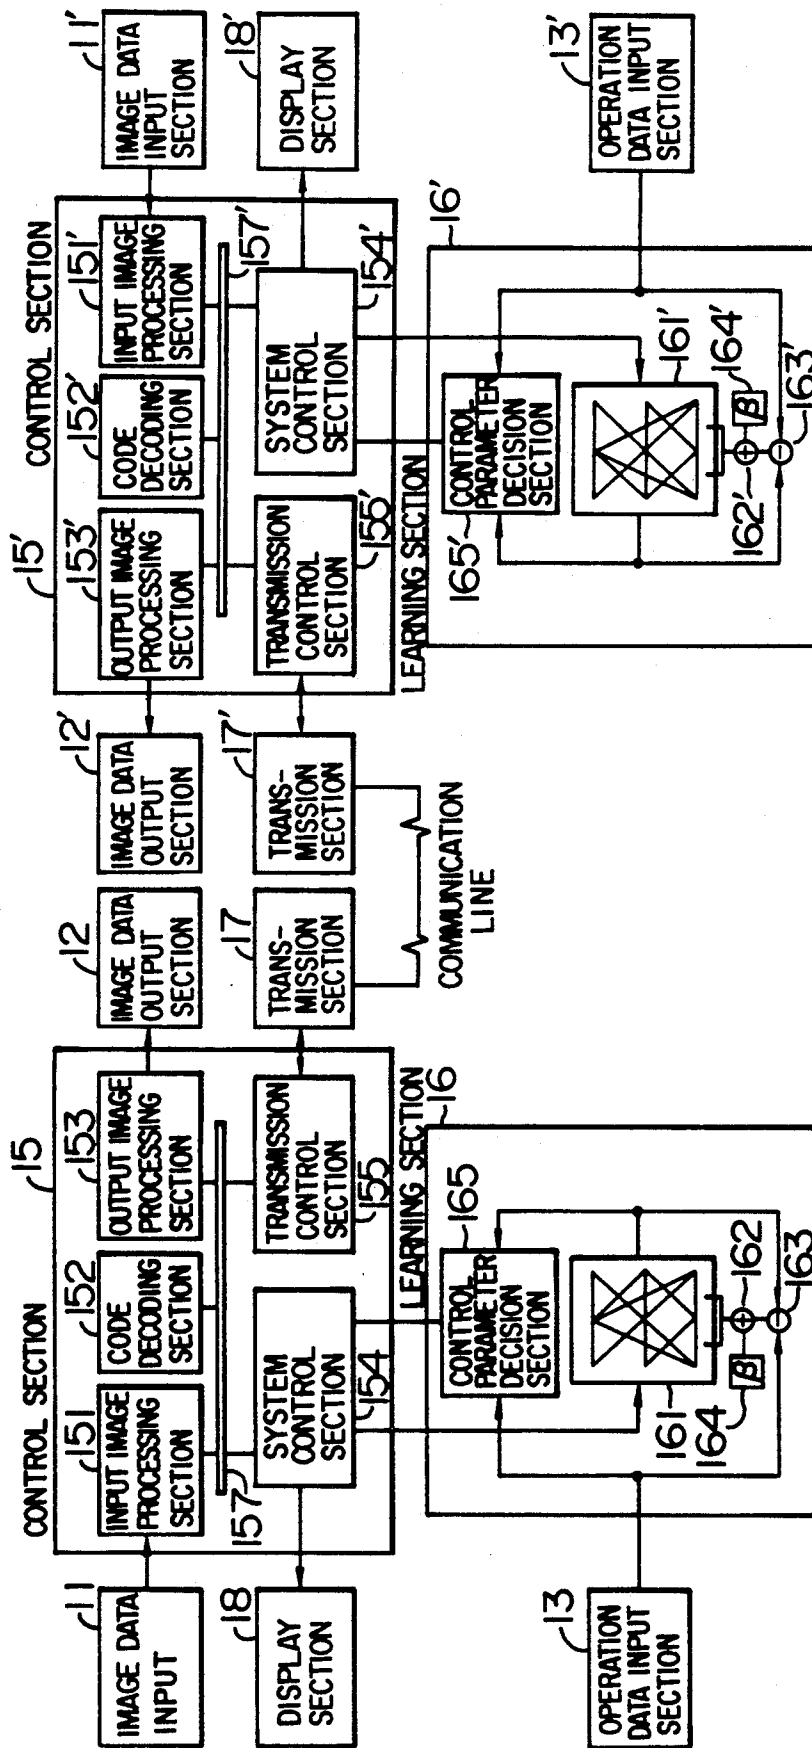 CONTROL SECTION
15
11
IMAGE DATA
INPUT
151
INPUT IMAGE
PROCESSING
SECTION
152
CODE
DECODING
SECTION
153
OUTPUT IMAGE
PROCESSING
SECTION
12
IMAGE DATA
OUTPUT
SECTION
157
18
DISPLAY
SECTION
SYSTEM
CONTROL
SECTION
154
TRANSMISSION
CONTROL
SECTION
155
17
TRANS-
MISSION
SECTION
LEARNING SECTION
16
CONTROL
PARAMETER
DECISION
SECTION
165
161
164
β
162
163
13
OPERATION
DATA INPUT
SECTION
COMMUNICATION
LINE
CONTROL SECTION
15'
12'
IMAGE DATA
OUTPUT
SECTION
153'
OUTPUT IMAGE
PROCESSING
SECTION
152'
CODE
DECODING
SECTION
151'
INPUT IMAGE
PROCESSING
SECTION
11'
IMAGE DATA
INPUT
SECTION
157'
17'
TRANS-
MISSION
SECTION
TRANSMISSION
CONTROL
SECTION
155'
SYSTEM
CONTROL
SECTION
154'
18'
DISPLAY
SECTION
LEARNING SECTION
16'
165'
CONTROL
PARAMETER
DECISION
SECTION
161'
164'
β
162'
163'
13'
OPERATION
DATA INPUT
SECTION